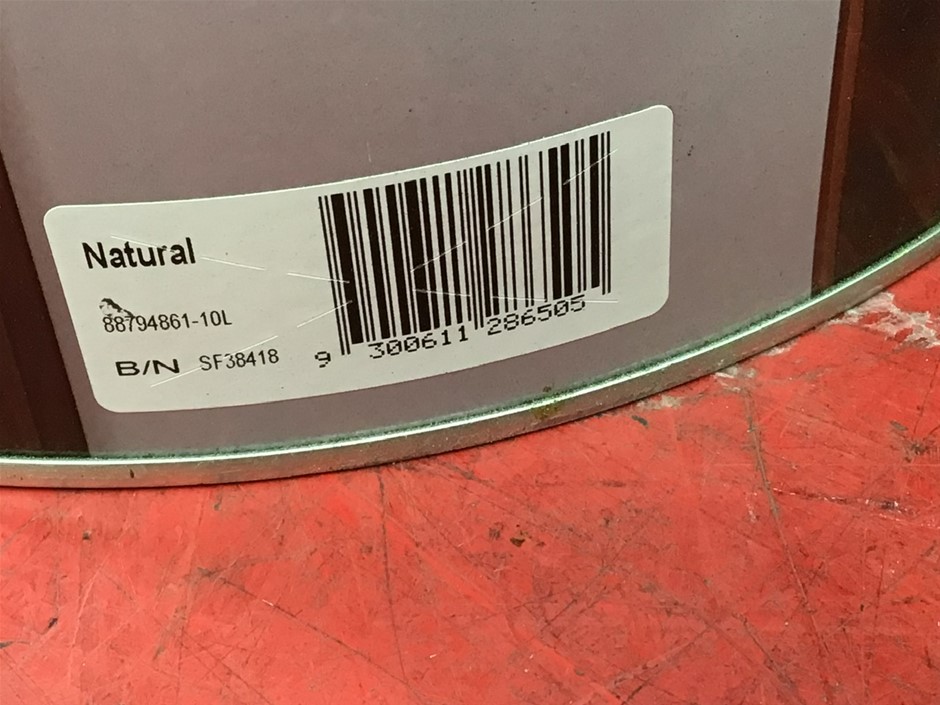 Natural
88794861-10L
B/N SF38418
9 300611 286505